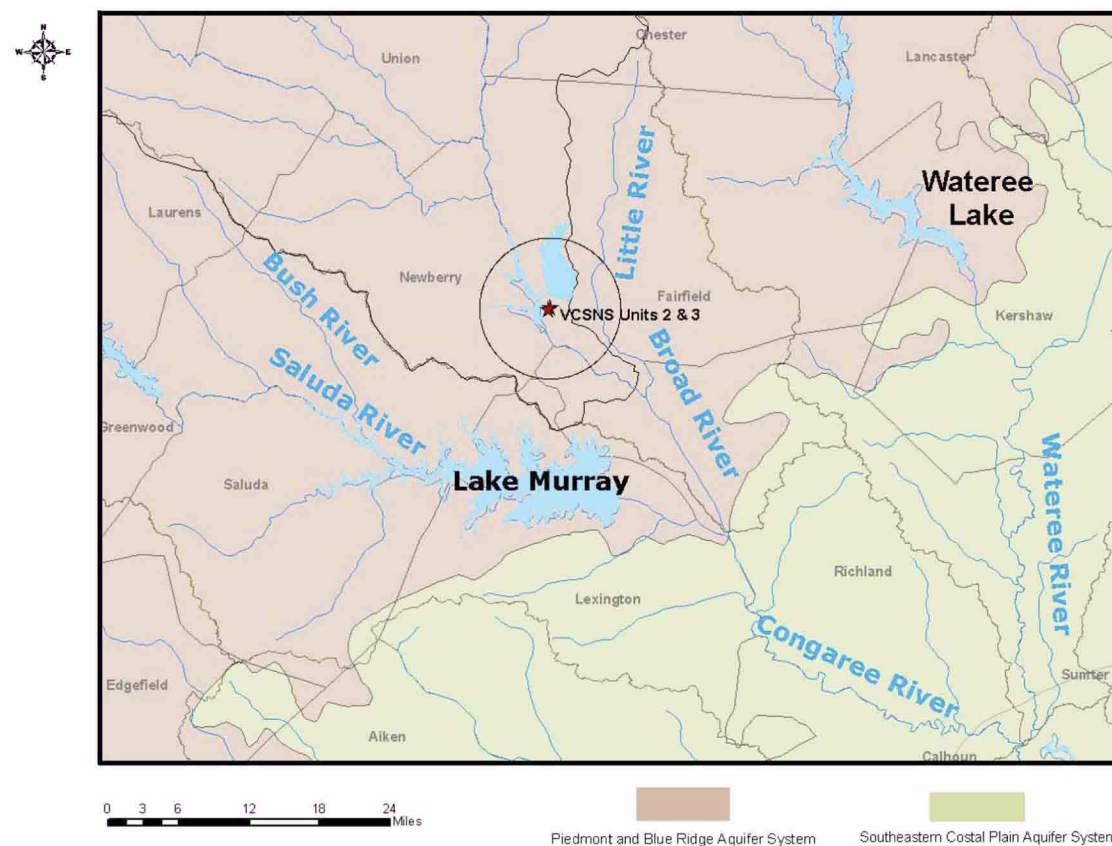 N
W E
S
Chester
Union
Lancaster
Little River
Wateree
Lake
Laurens
Bush River
Newberry
Fairfield
VCSNS Units 2 & 3
Kershaw
Broad River
Saluda River
Greenwood
Saluda
Lake Murray
Wateree River
Richland
Lexington
Congaree River
Edgefield
Sumter
Aiken
Calhoun
0 3 6 12 18 24
Miles
Piedmont and Blue Ridge Aquifer System
Southeastern Costal Plain Aquifer System